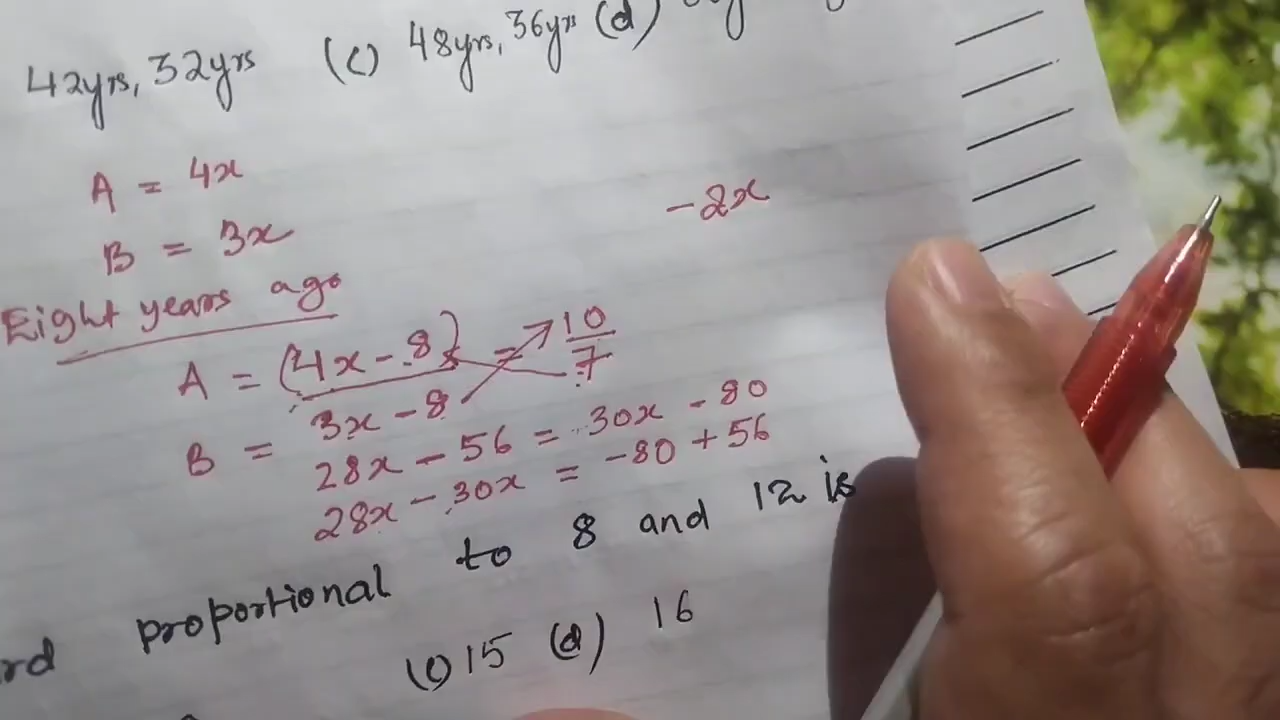 42yrs, 32yrs (c) 48yrs, 36yrs (d)
A = 4x
B = 3x
-2x
Eight years ago
A = (4x - 8) = 10
B = 3x - 8 7
28x - 56 = 30x - 80
28x - 30x = -80 + 56
rd proportional to 8 and 12 is
(c) 15 (d) 16